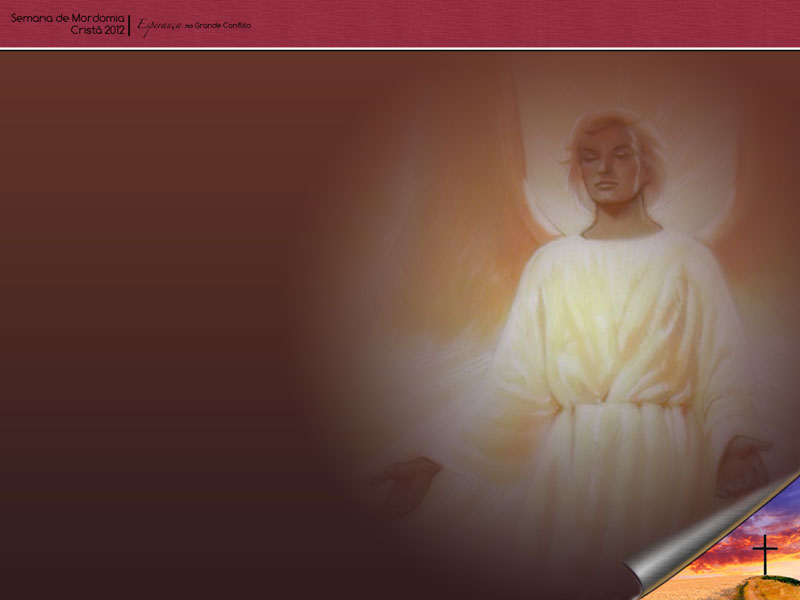 Semana de Mordomia
Cristã 2012
Esperança no Grande Conflito